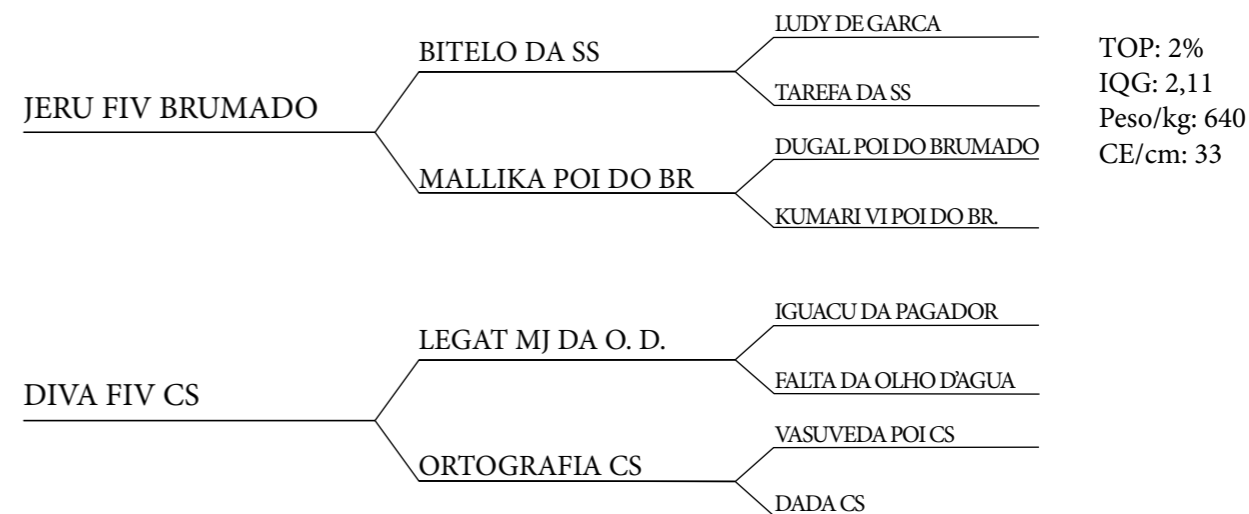 LUDY DE GARCA
BITELO DA SS
TAREFA DA SS
JERU FIV BRUMADO
DUGAL POI DO BRUMADO
MALLIKA POI DO BR
KUMARI VI POI DO BR.
IGUACU DA PAGADOR
LEGAT MJ DA O. D.
FALTA DA OLHO D'AGUA
DIVA FIV CS
VASUVEDA POI CS
ORTOGRAFIA CS
DADA CS
TOP: 2%
IQG: 2,11
Peso/kg: 640
CE/cm: 33